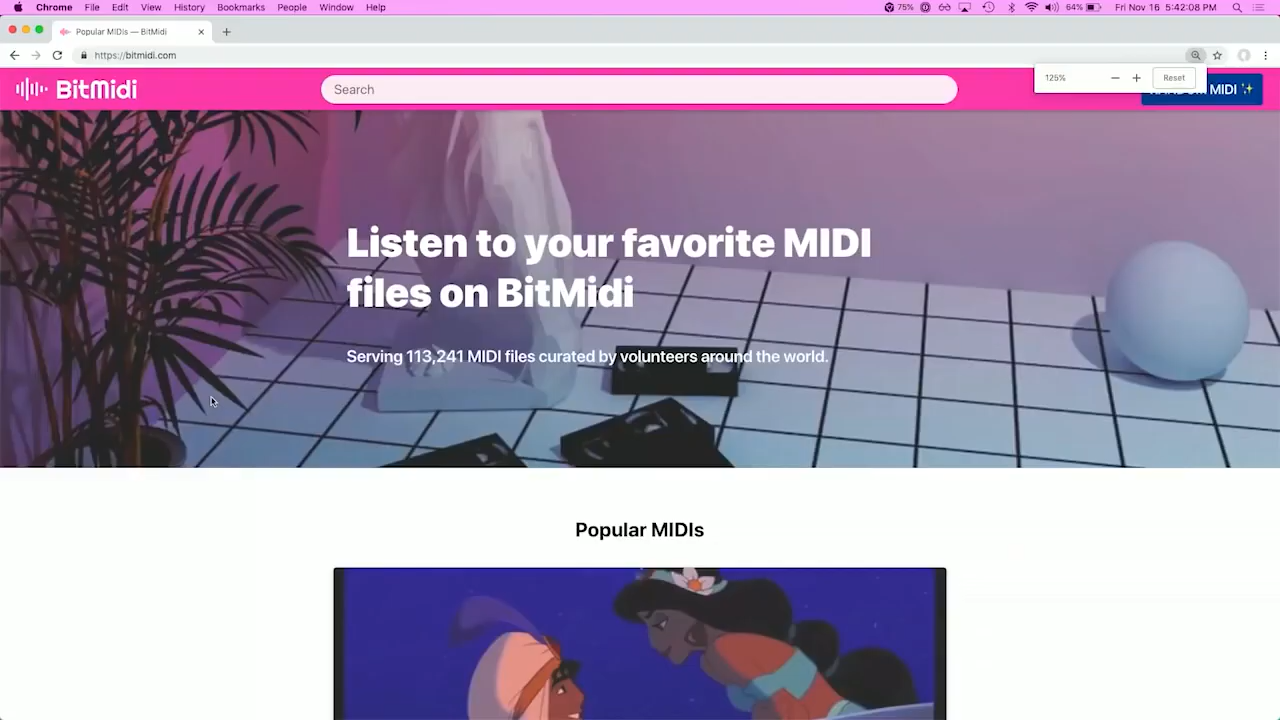 Chrome File Edit View History Bookmarks People Window Help 75% 64% Fri Nov 16 5:42:08 PM
Popular MIDIs — BitMidi
https://bitmidi.com
125% Reset
BitMidi Search MIDI
Listen to your favorite MIDI
files on BitMidi
Serving 113,241 MIDI files curated by volunteers around the world.
Popular MIDIs